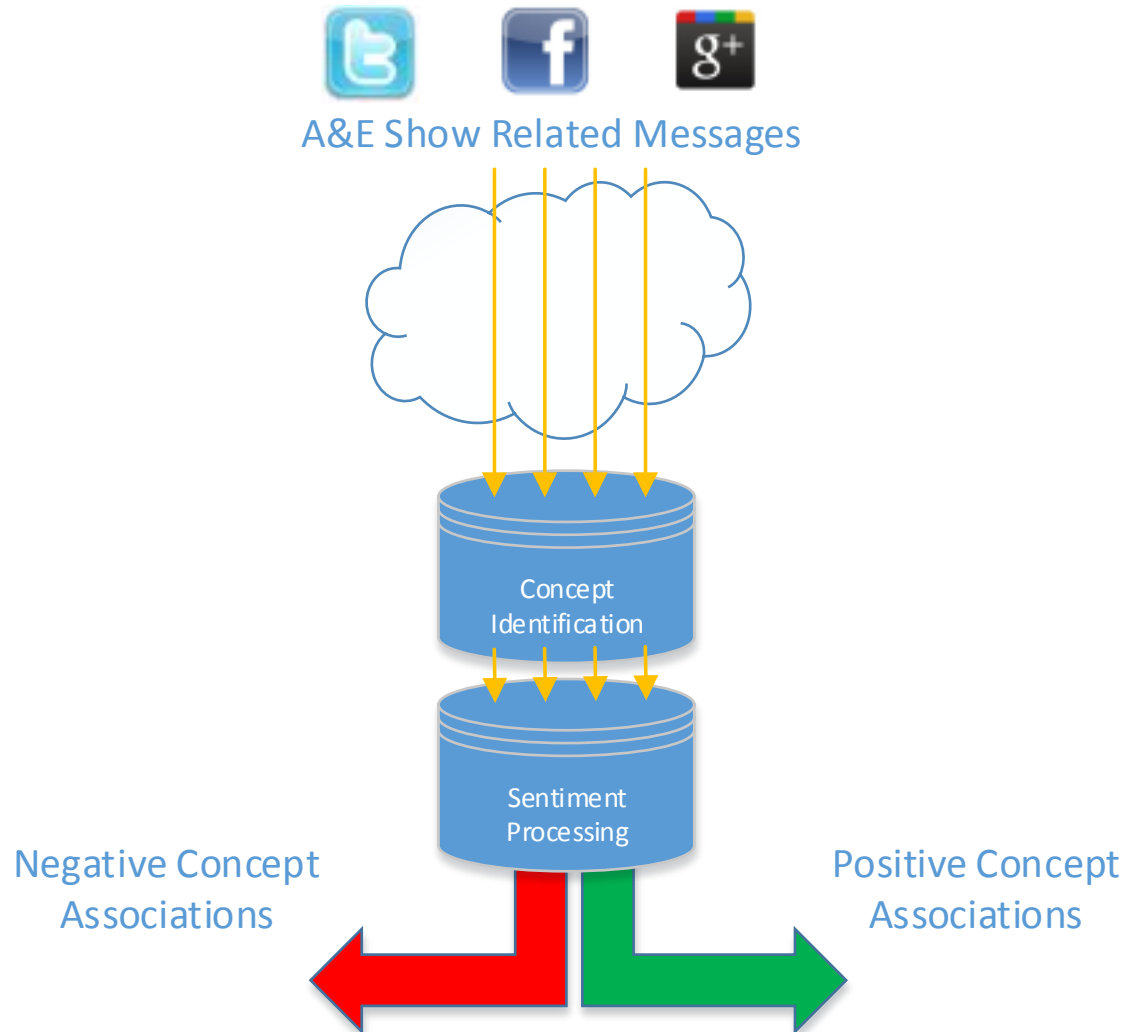 t f g+
A&E Show Related Messages
Concept
Identification
Sentiment
Processing
Negative Concept
Associations
Positive Concept
Associations